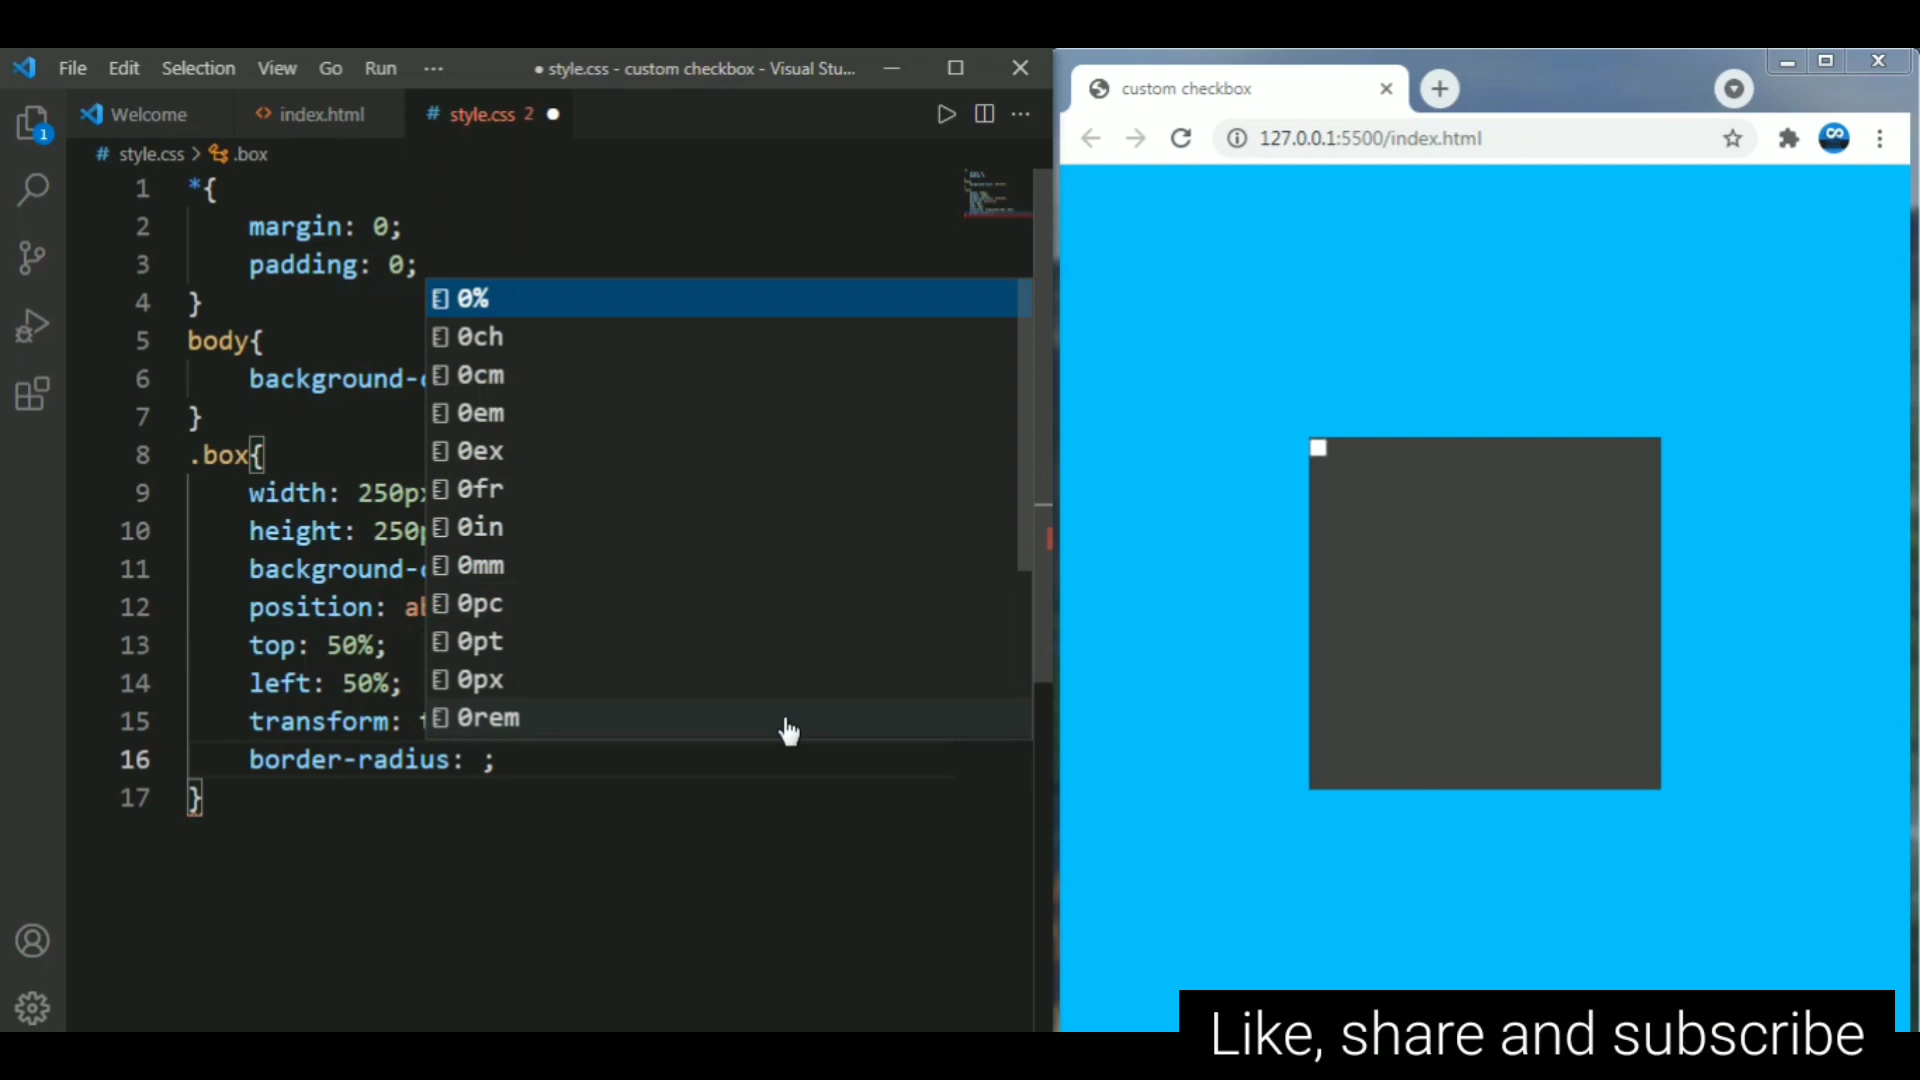 File Edit Selection View Go Run ··· ● style.css - custom checkbox - Visual Stu...
Welcome <> index.html # style.css 2 ●
# style.css > .box
1 *{
2 margin: 0;
3 padding: 0;
4 }
5 body{
6 background-c
7 }
8 .box{
9 width: 250px
10 height: 250p
11 background-c
12 position: ab
13 top: 50%;
14 left: 50%;
15 transform: t
16 border-radius: ;
17 }
0%
0ch
0cm
0em
0ex
0fr
0in
0mm
0pc
0pt
0px
0rem
1
custom checkbox
127.0.0.1:5500/index.html
Like, share and subscribe